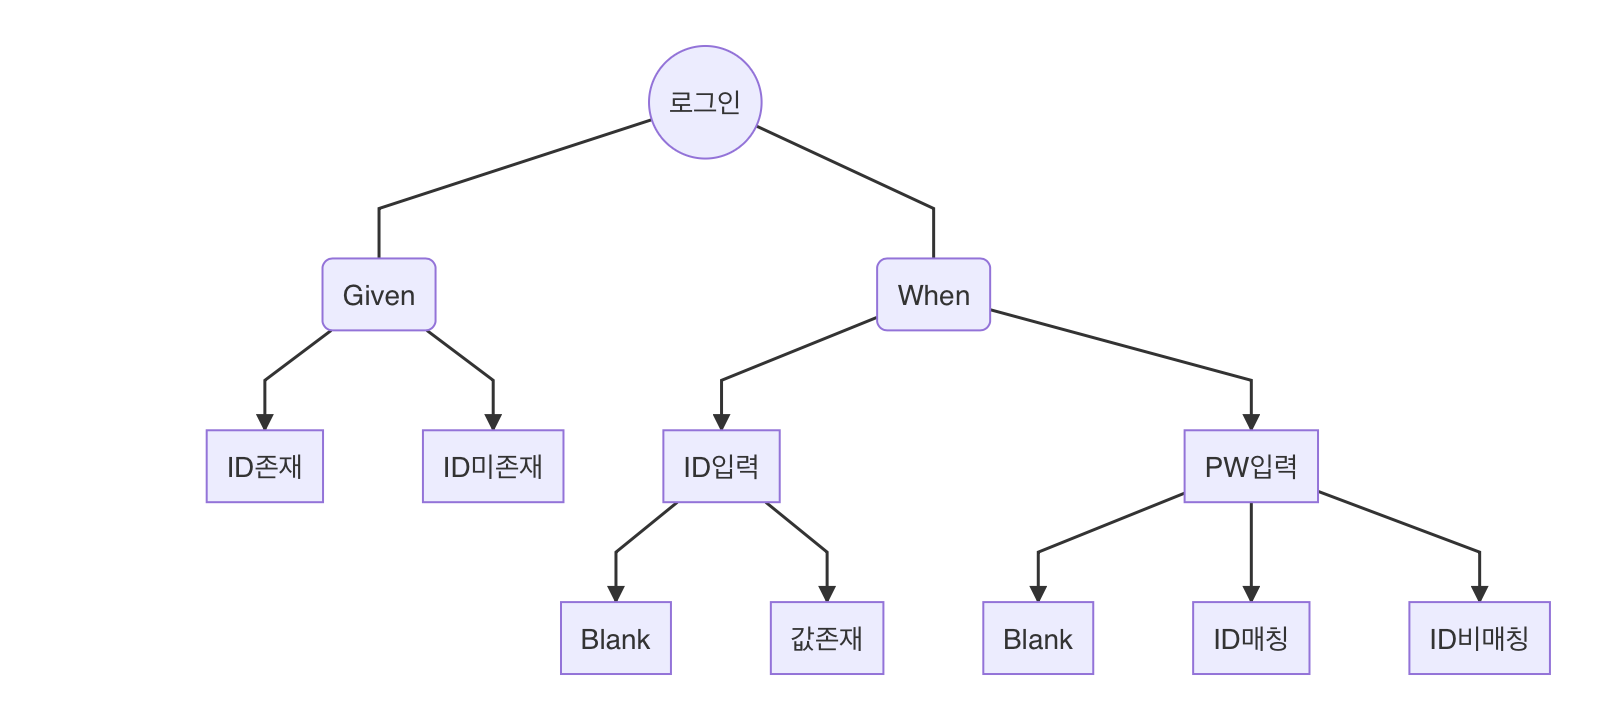 로그인
Given
When
ID존재
ID미존재
ID입력
PW입력
Blank
값존재
Blank
ID매칭
ID비매칭